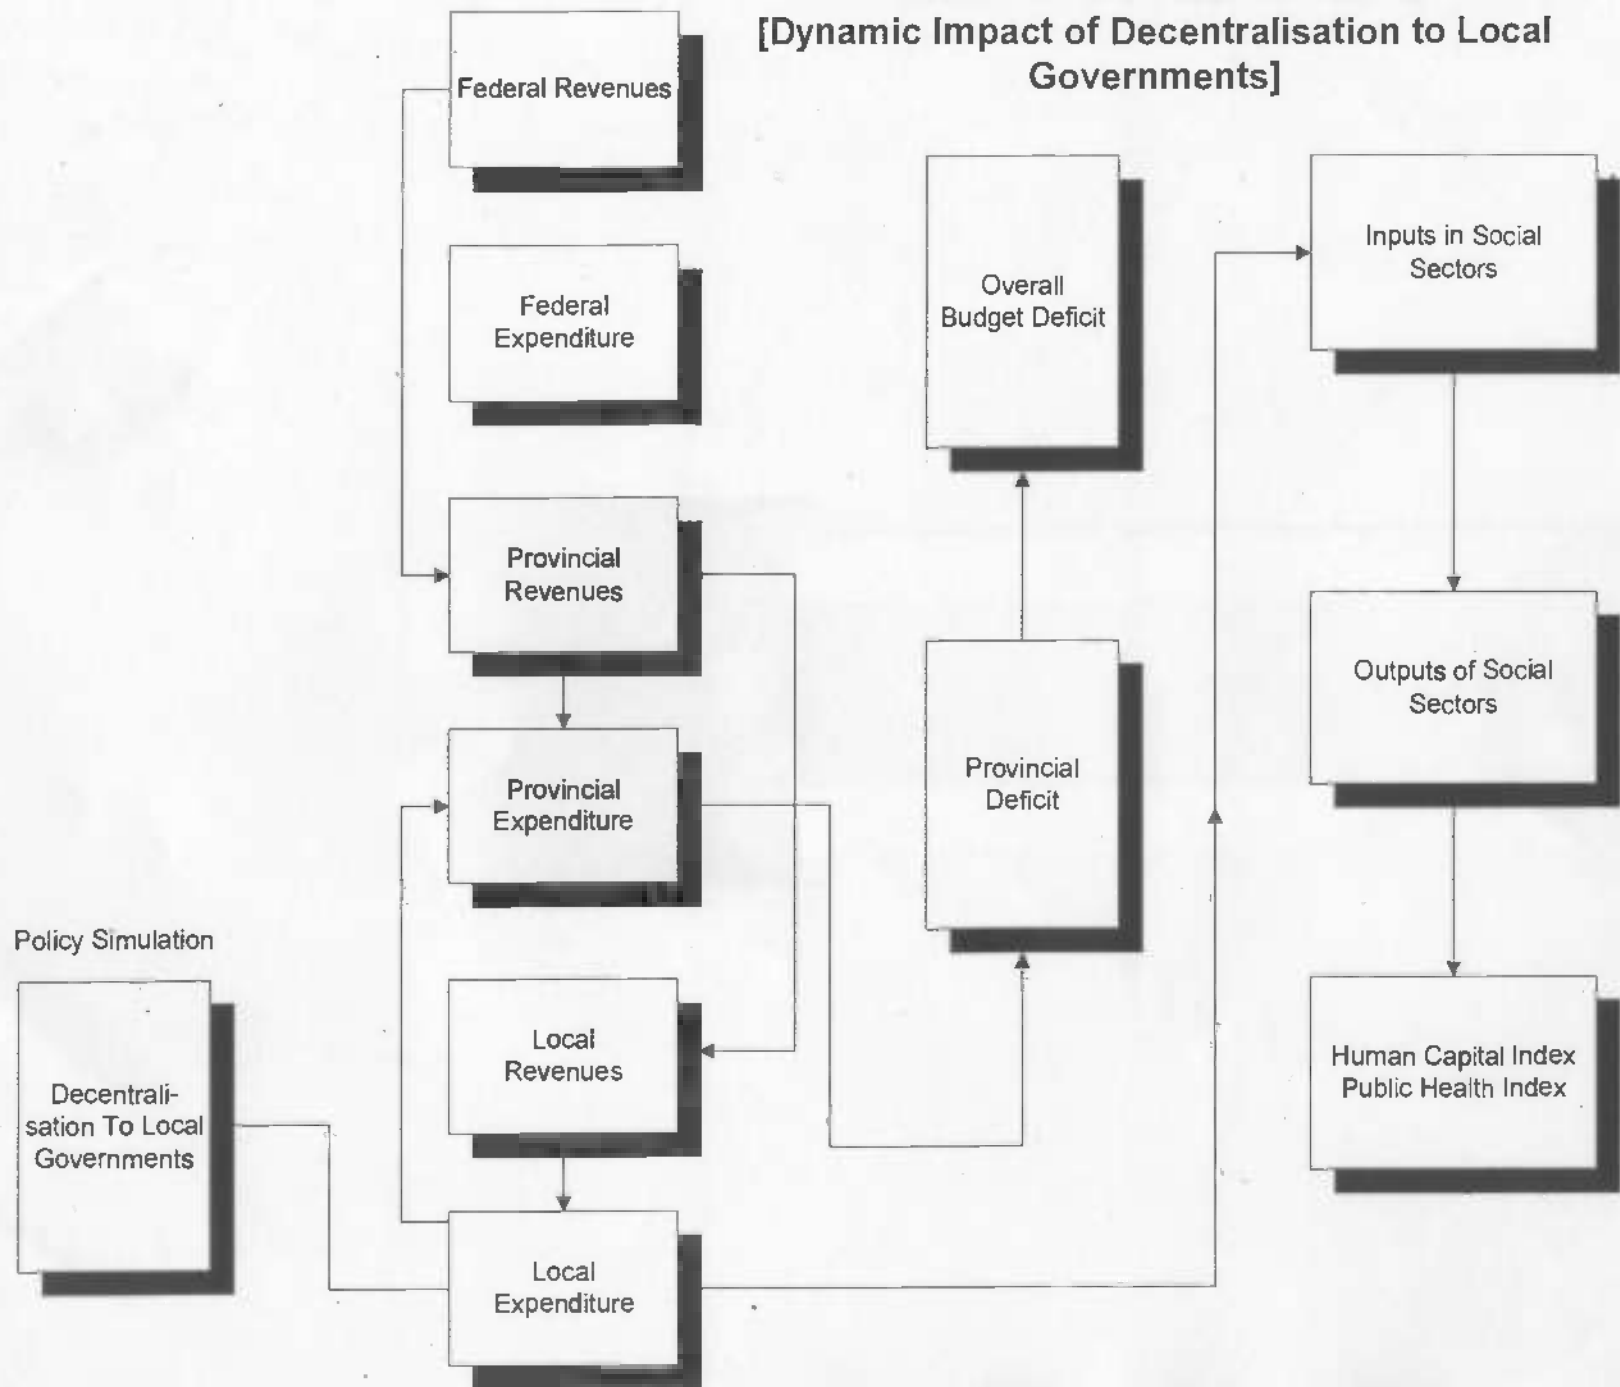 [Dynamic Impact of Decentralisation to Local
Governments]
Federal Revenues
Federal
Expenditure
Provincial
Revenues
Provincial
Expenditure
Local
Revenues
Local
Expenditure
Policy Simulation
Decentrali-
sation To Local
Governments
Overall
Budget Deficit
Provincial
Deficit
Inputs in Social
Sectors
Outputs of Social
Sectors
Human Capital Index
Public Health Index